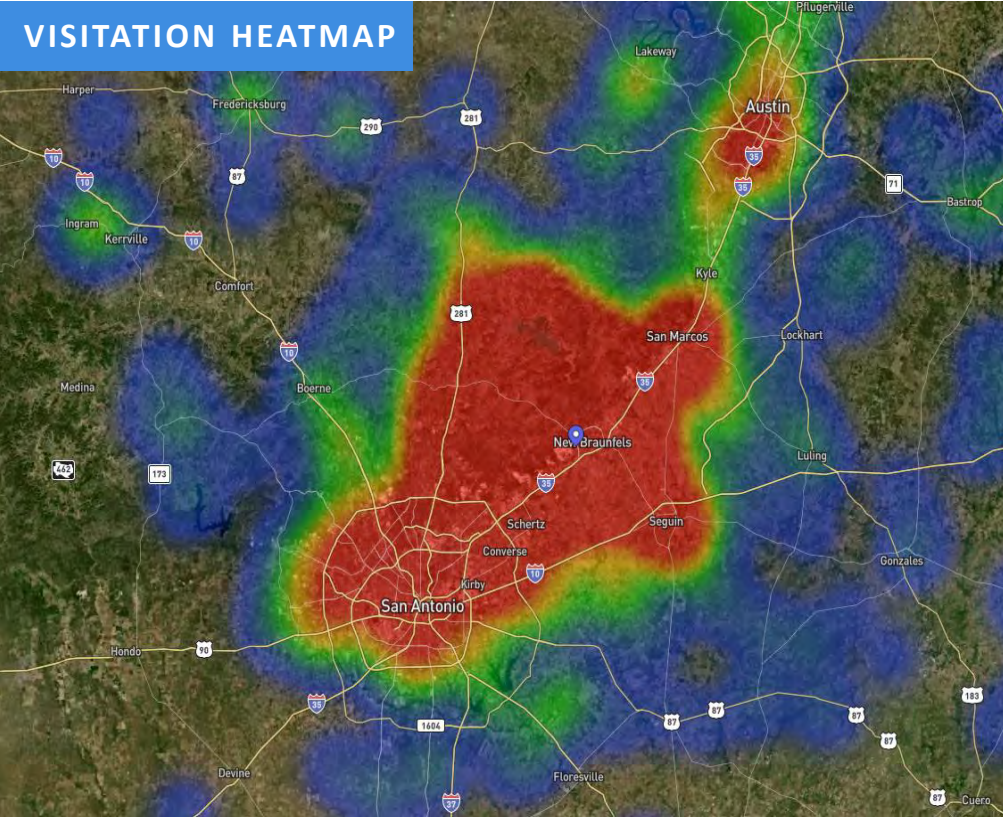 VISITATION HEATMAP
Pflugerville
Lakeway
Harper
Fredericksburg
Austin
290
281
10
35
10
87
35
71
Bastrop
Ingram
Kerrville
10
Kyle
Comfort
281
San Marcos
Lockhart
10
35
Medina
Boerne
New Braunfels
Luling
462
173
35
Schertz
Seguin
Converse
Gonzales
10
Kirby
San Antonio
Hondo
90
183
35
87
87
87
1604
87
Devine
Floresville
37
87
Cuero